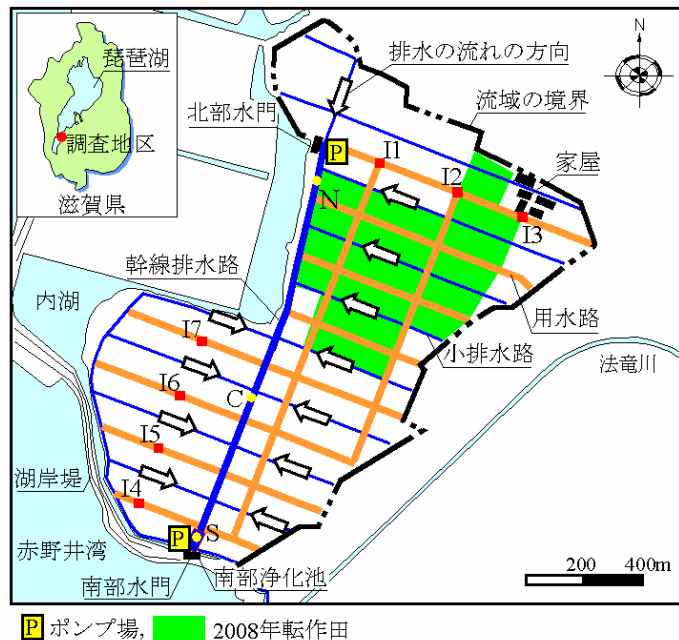 琵琶湖
調査地区
滋賀県
排水の流れの方向
N
北部水門
流域の境界
P
I1
I2
家屋
I3
N
幹線排水路
内湖
用水路
I7
小排水路
法竜川
I6
C
I5
湖岸堤
I4
赤野井湾
P
S
南部浄化池
南部水門
200
400m
P ポンプ場,
2008年転作田